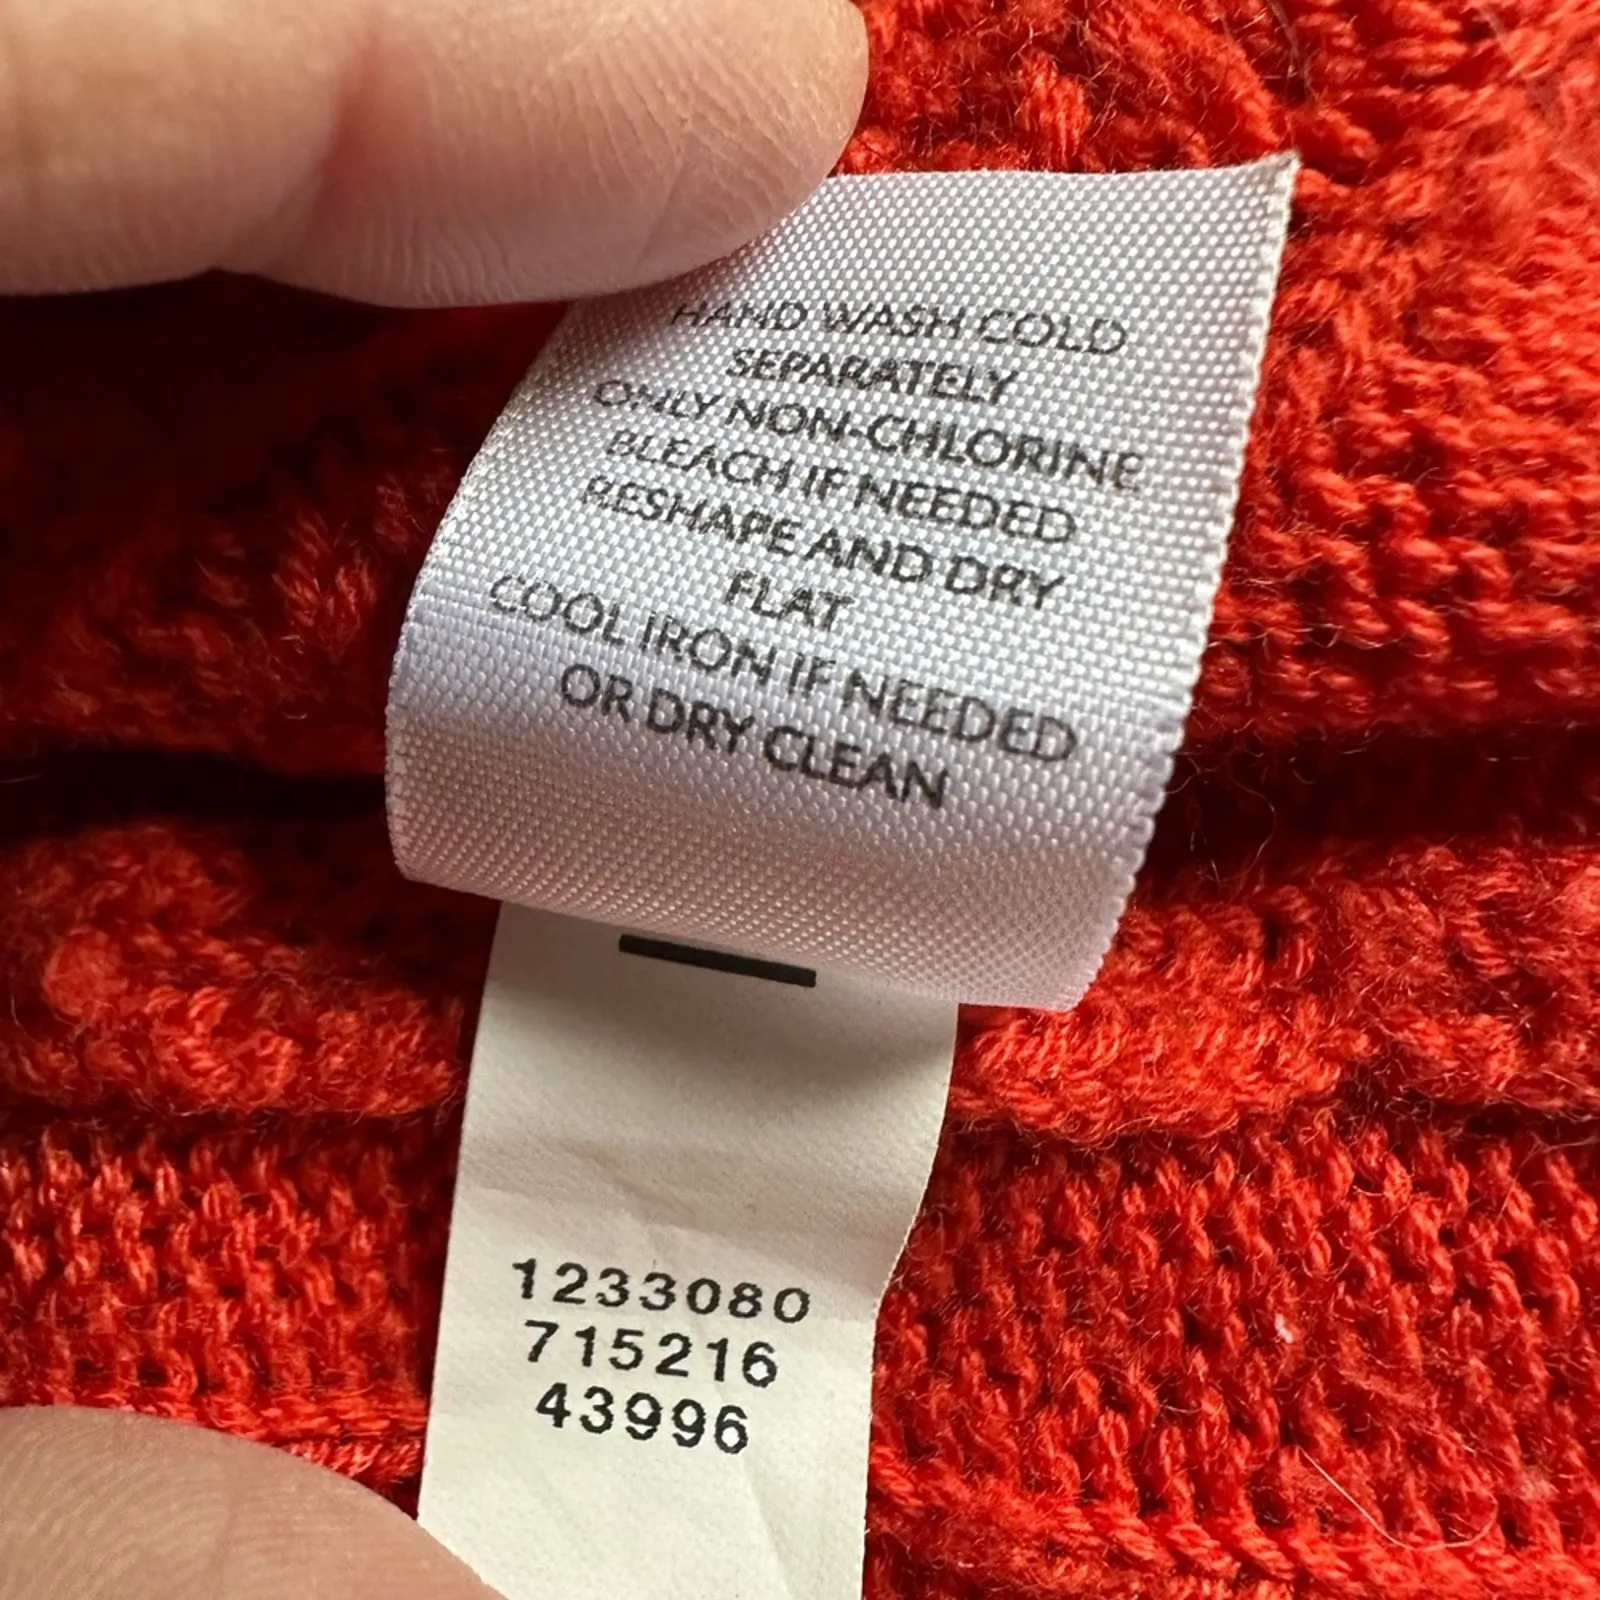 HAND WASH COLD
SEPARATELY
ONLY NON-CHLORINE
BLEACH IF NEEDED
RESHAPE AND DRY
FLAT
COOL IRON IF NEEDED
OR DRY CLEAN
1233080
715216
43996